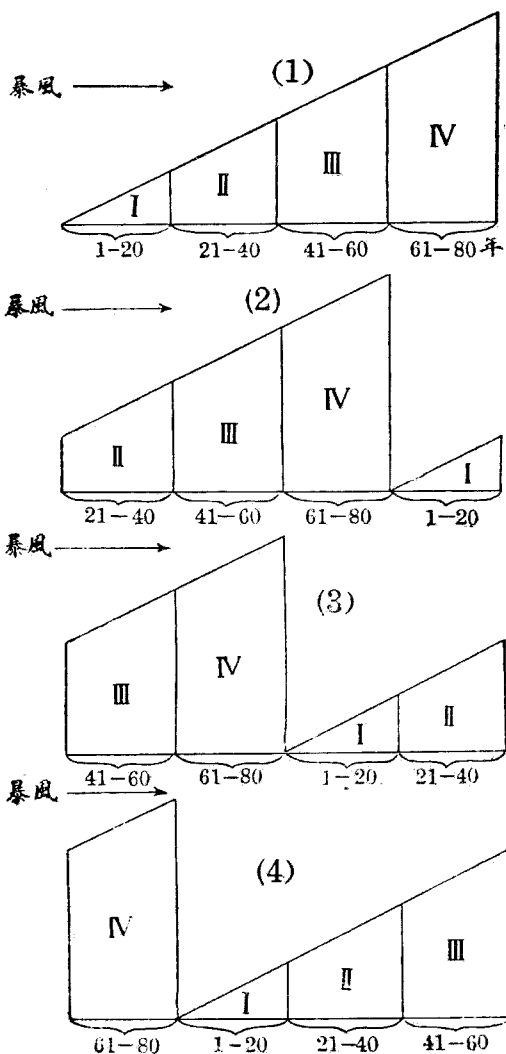 (1)
暴風
I II III IV
1-20 21-40 41-60 61-80年
暴風
(2)
II III IV I
21-40 41-60 61-80 1-20
暴風
(3)
III IV I II
41-60 61-80 1-20 21-40
暴風
(4)
IV I II III
61-80 1-20 21-40 41-60